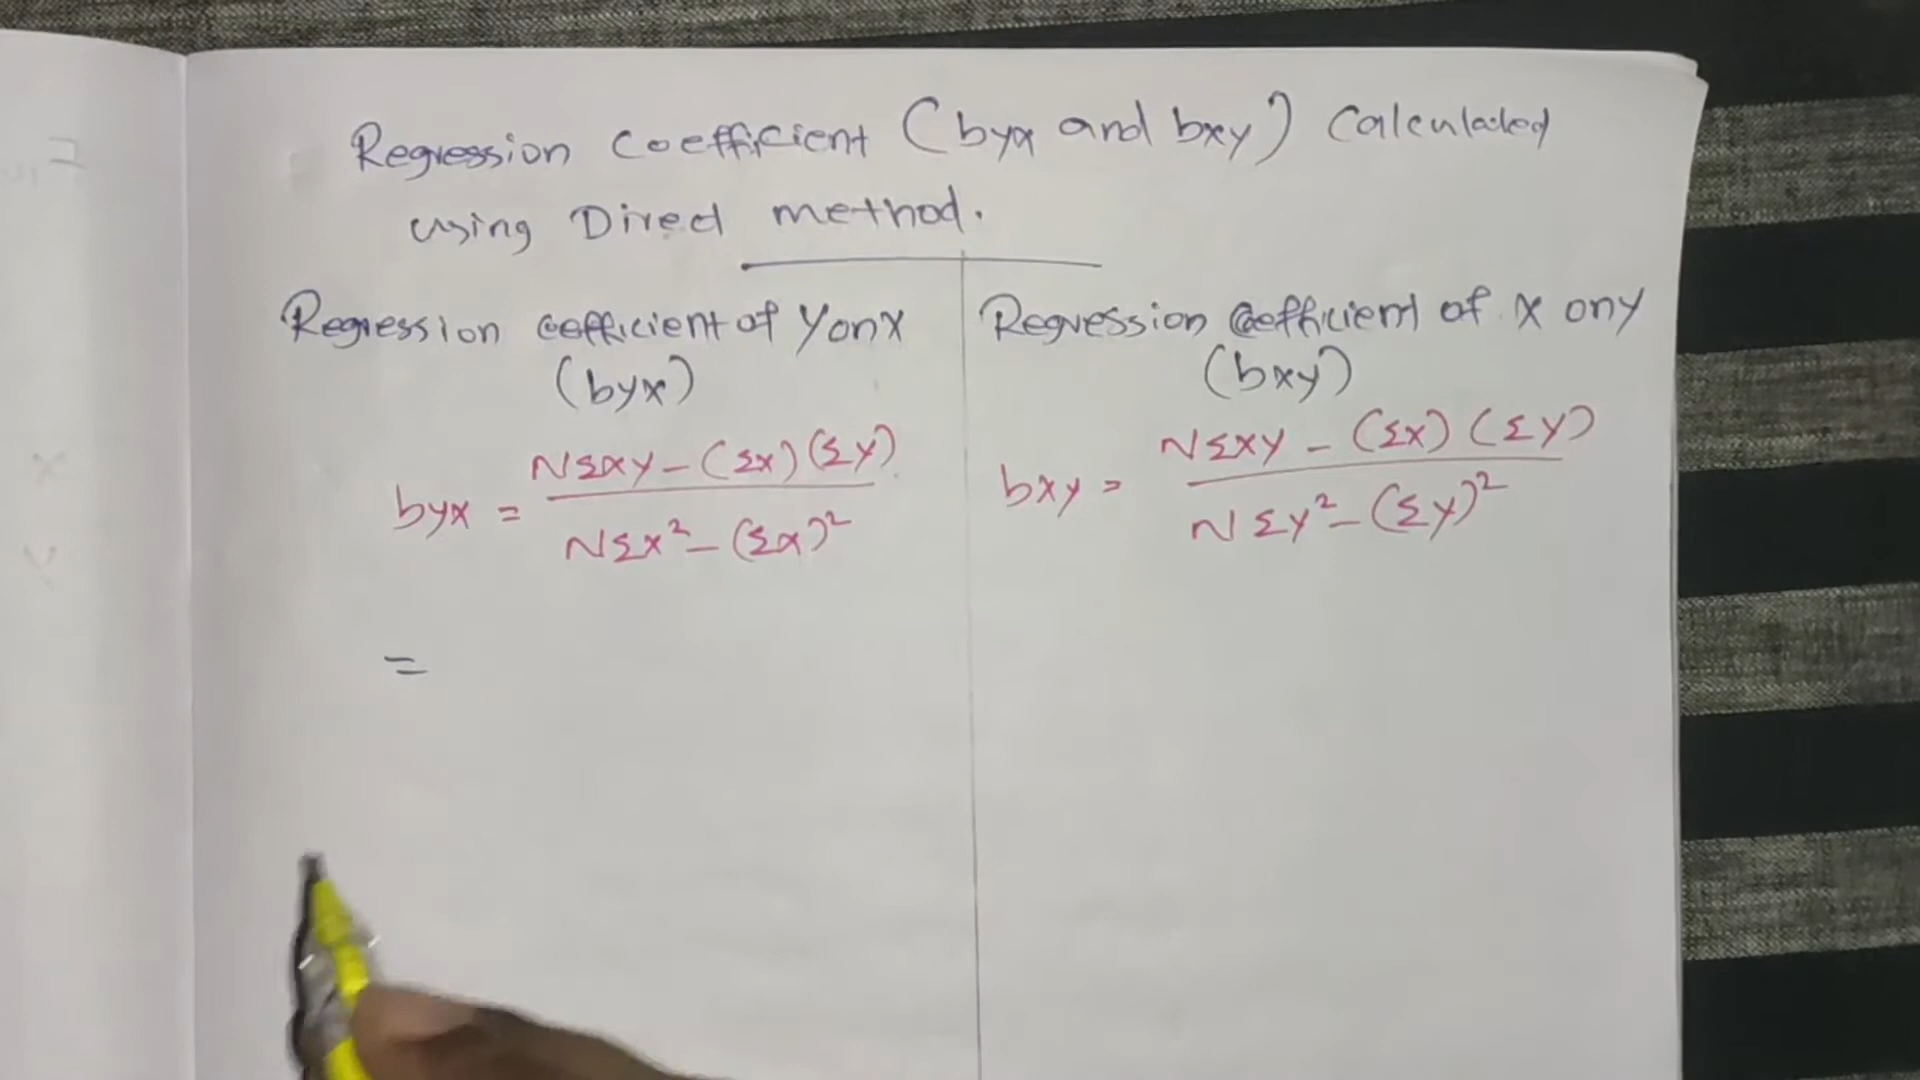 Regression Coefficient (byx and bxy) Calculated
using Direct method.
Regression coefficient of Y on X
(byx)
byx = NΣxy - (Σx) (Σy)
NΣx² - (Σx)²
=
Regression coefficient of X on Y
(bxy)
bxy = NΣxy - (Σx) (Σy)
NΣy² - (Σy)²